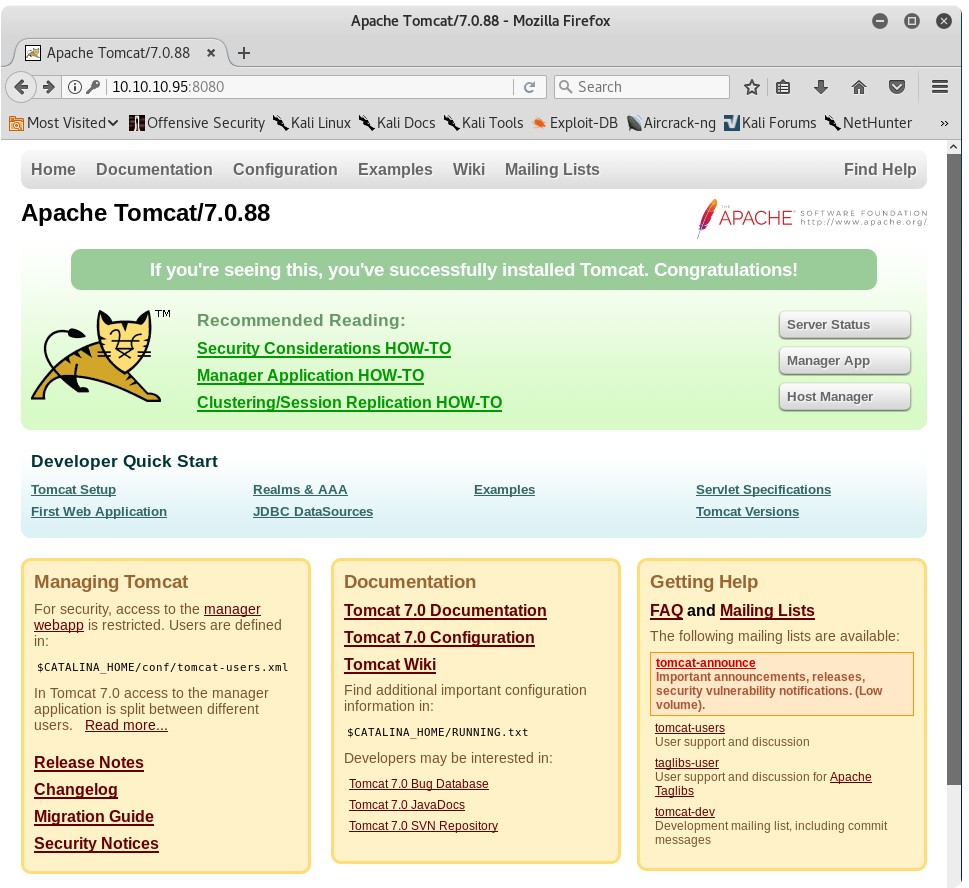 Apache Tomcat/7.0.88 - Mozilla Firefox
Apache Tomcat/7.0.88
10.10.10.95:8080
Search
Most Visited
Offensive Security
Kali Linux
Kali Docs
Kali Tools
Exploit-DB
Aircrack-ng
Kali Forums
NetHunter
»
Home Documentation Configuration Examples Wiki Mailing Lists Find Help
Apache Tomcat/7.0.88
THE
APACHE® SOFTWARE FOUNDATION
http://www.apache.org/
If you're seeing this, you've successfully installed Tomcat. Congratulations!
TM
Recommended Reading:
Security Considerations HOW-TO
Manager Application HOW-TO
Clustering/Session Replication HOW-TO
Server Status
Manager App
Host Manager
Developer Quick Start
Tomcat Setup
First Web Application
Realms & AAA
JDBC DataSources
Examples
Servlet Specifications
Tomcat Versions
Managing Tomcat
For security, access to the manager
webapp is restricted. Users are defined
in:
$CATALINA_HOME/conf/tomcat-users.xml
In Tomcat 7.0 access to the manager
application is split between different
users. Read more...
Release Notes
Changelog
Migration Guide
Security Notices
Documentation
Tomcat 7.0 Documentation
Tomcat 7.0 Configuration
Tomcat Wiki
Find additional important configuration
information in:
$CATALINA_HOME/RUNNING.txt
Developers may be interested in:
Tomcat 7.0 Bug Database
Tomcat 7.0 JavaDocs
Tomcat 7.0 SVN Repository
Getting Help
FAQ and Mailing Lists
The following mailing lists are available:
tomcat-announce
Important announcements, releases,
security vulnerability notifications. (Low
volume).
tomcat-users
User support and discussion
taglibs-user
User support and discussion for Apache
Taglibs
tomcat-dev
Development mailing list, including commit
messages